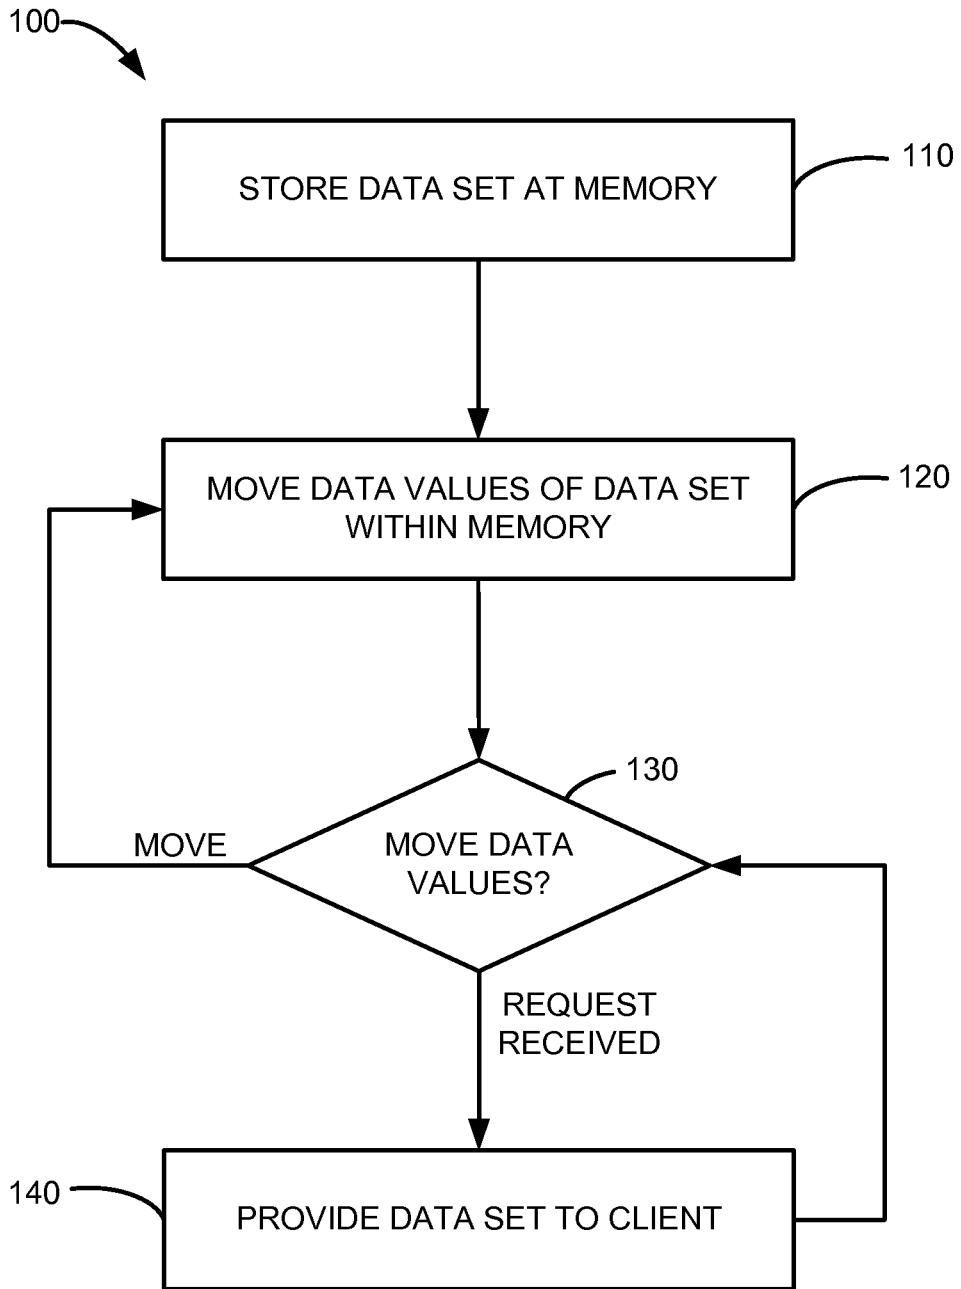 100
STORE DATA SET AT MEMORY
110
MOVE DATA VALUES OF DATA SET
WITHIN MEMORY
120
130
MOVE DATA
VALUES?
MOVE
REQUEST
RECEIVED
140
PROVIDE DATA SET TO CLIENT